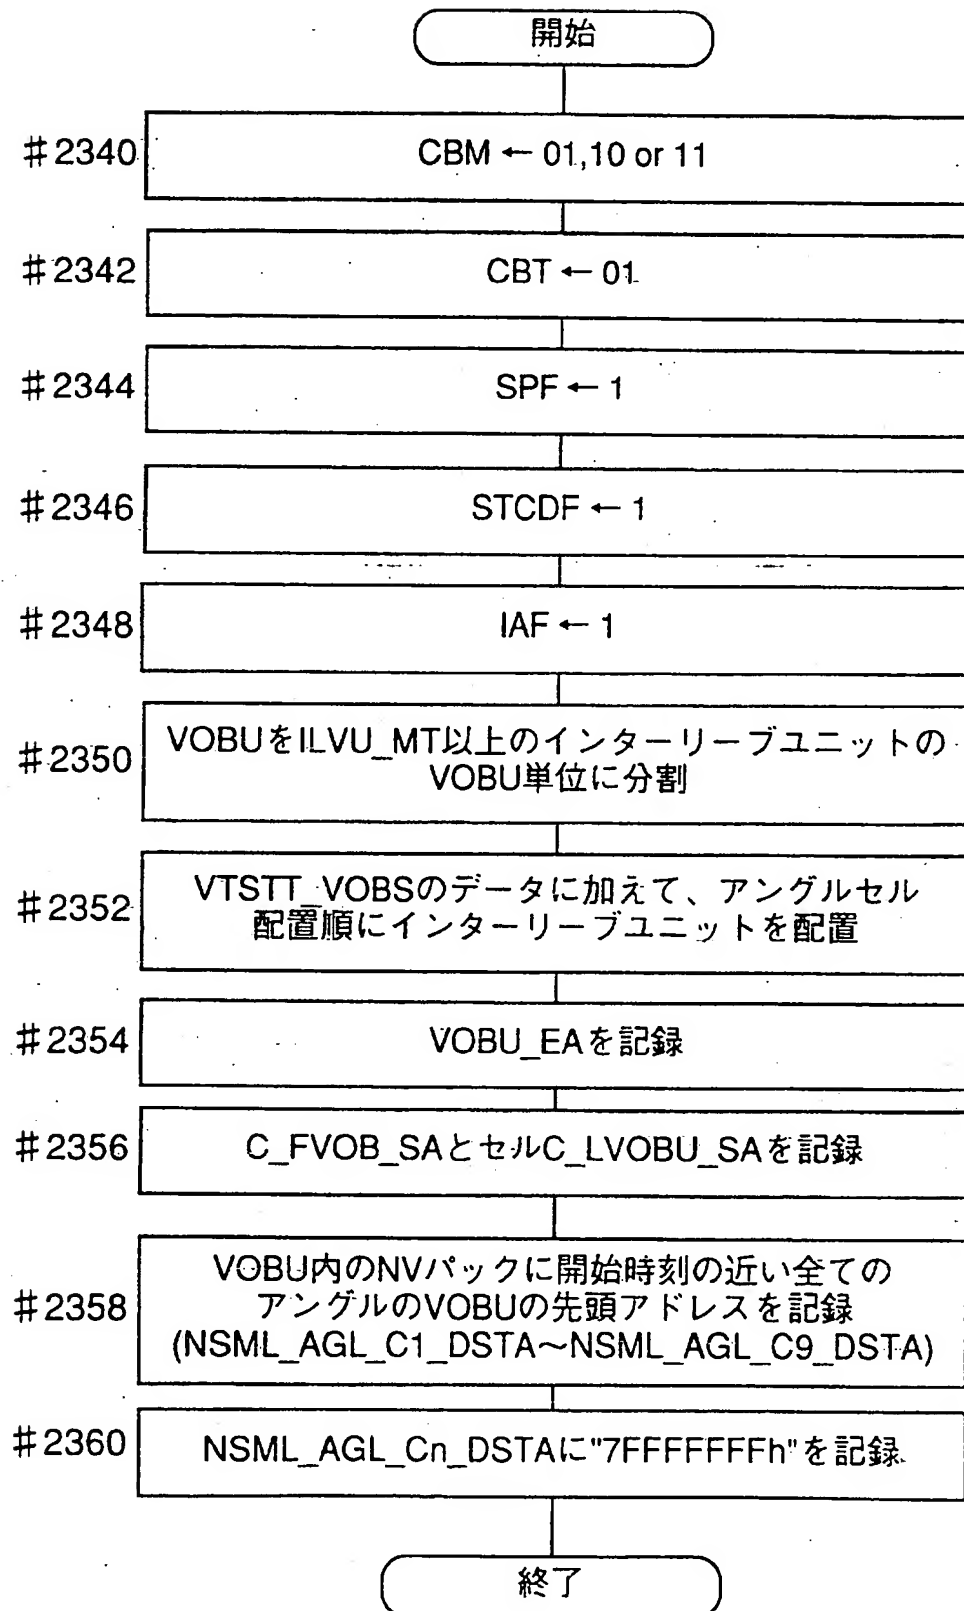 開始
#2340
CBM ← 01,10 or 11
#2342
CBT ← 01
#2344
SPF ← 1
#2346
STCDF ← 1
#2348
IAF ← 1
#2350
VOBUをILVU_MT以上のインターリーブユニットの
VOBU単位に分割
#2352
VTSTT_VOBSのデータに加えて、アングルセル
配置順にインターリーブユニットを配置
#2354
VOBU_EAを記録
#2356
C_FVOB_SAとセルC_LVOBU_SAを記録
#2358
VOBU内のNVパックに開始時刻の近い全ての
アングルのVOBUの先頭アドレスを記録
(NSML_AGL_C1_DSTA～NSML_AGL_C9_DSTA)
#2360
NSML_AGL_Cn_DSTAに"7FFFFFFFh"を記録
終了